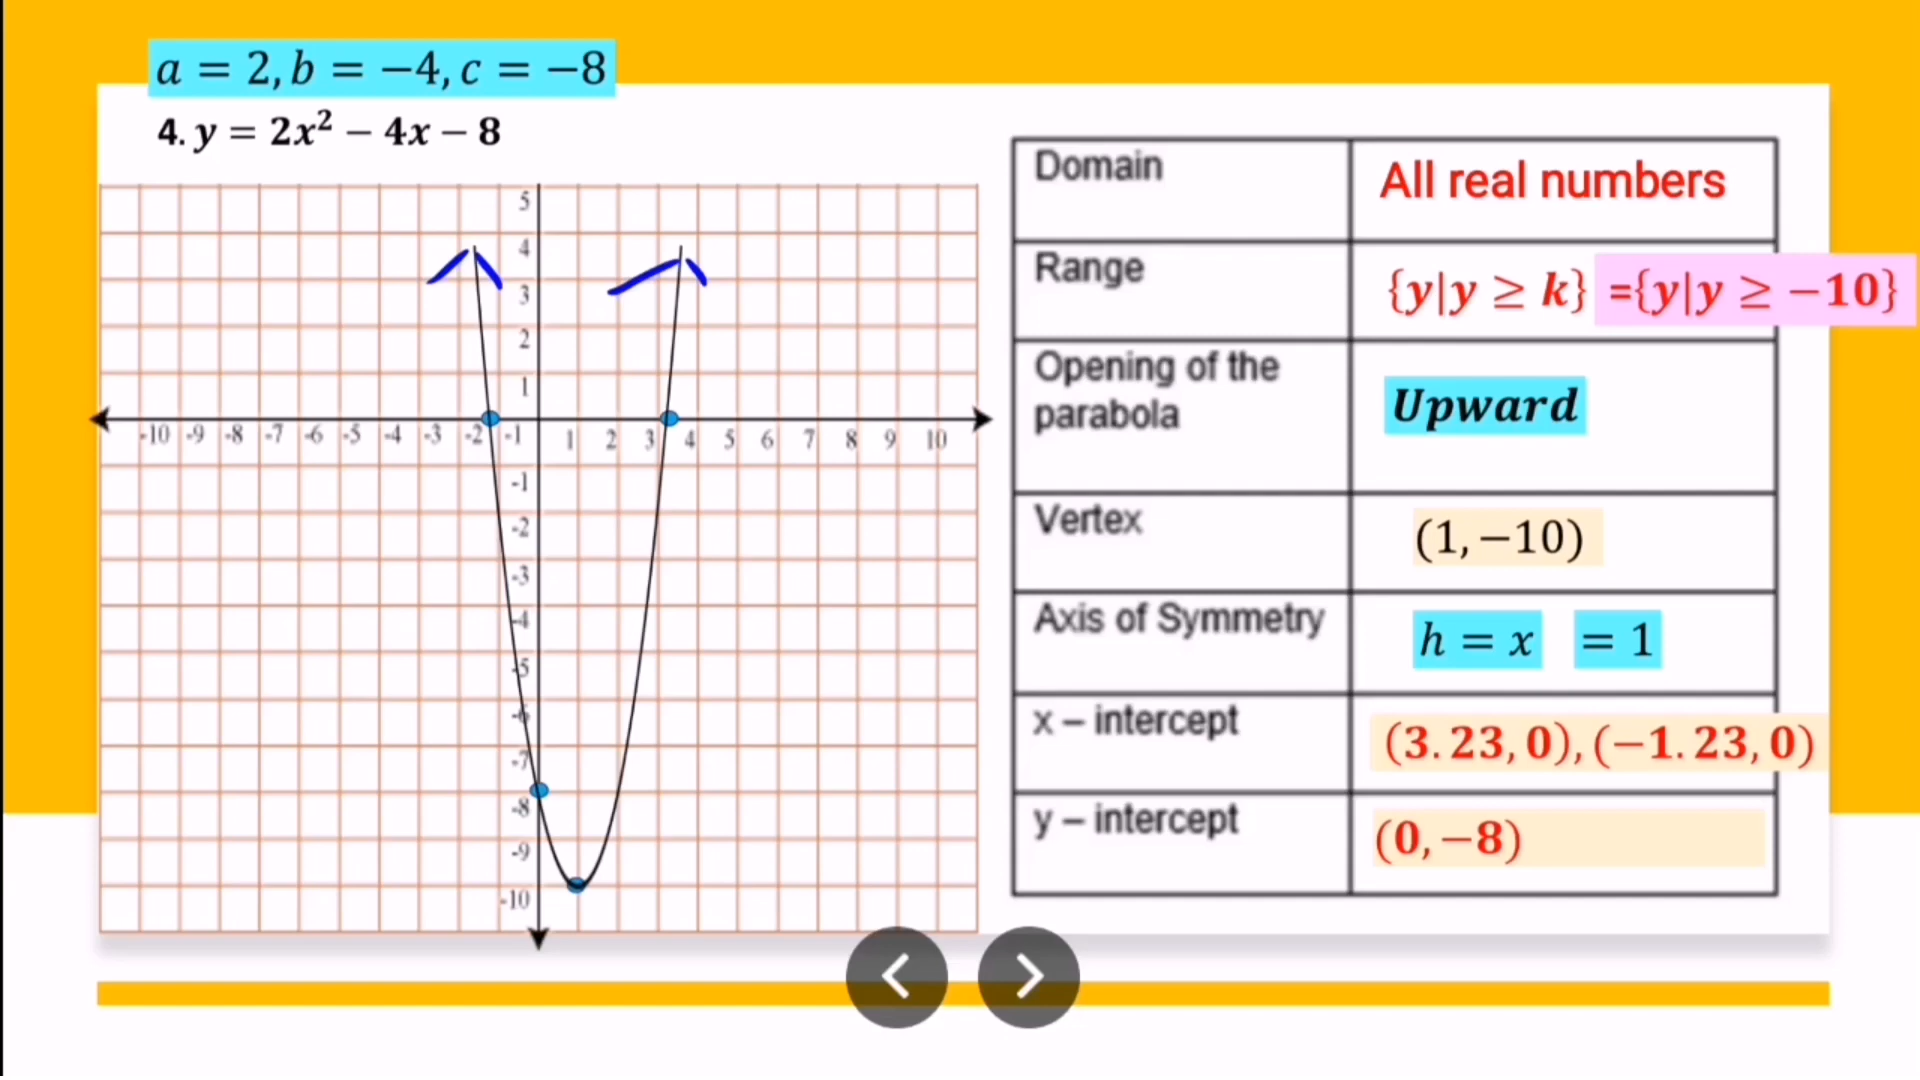 a = 2, b = −4, c = −8
4. y = 2x² − 4x − 8
5
4
3
2
1
-10 -9 -8 -7 -6 -5 -4 -3 -2 -1 1 2 3 4 5 6 7 8 9 10
-1
-2
-3
-4
-5
-6
-7
-8
-9
-10
Domain All real numbers
Range {y|y ≥ k} ={y|y ≥ −10}
Opening of the
parabola Upward
Vertex (1, −10)
Axis of Symmetry h = x = 1
x – intercept (3.23, 0), (−1.23, 0)
y – intercept (0, −8)